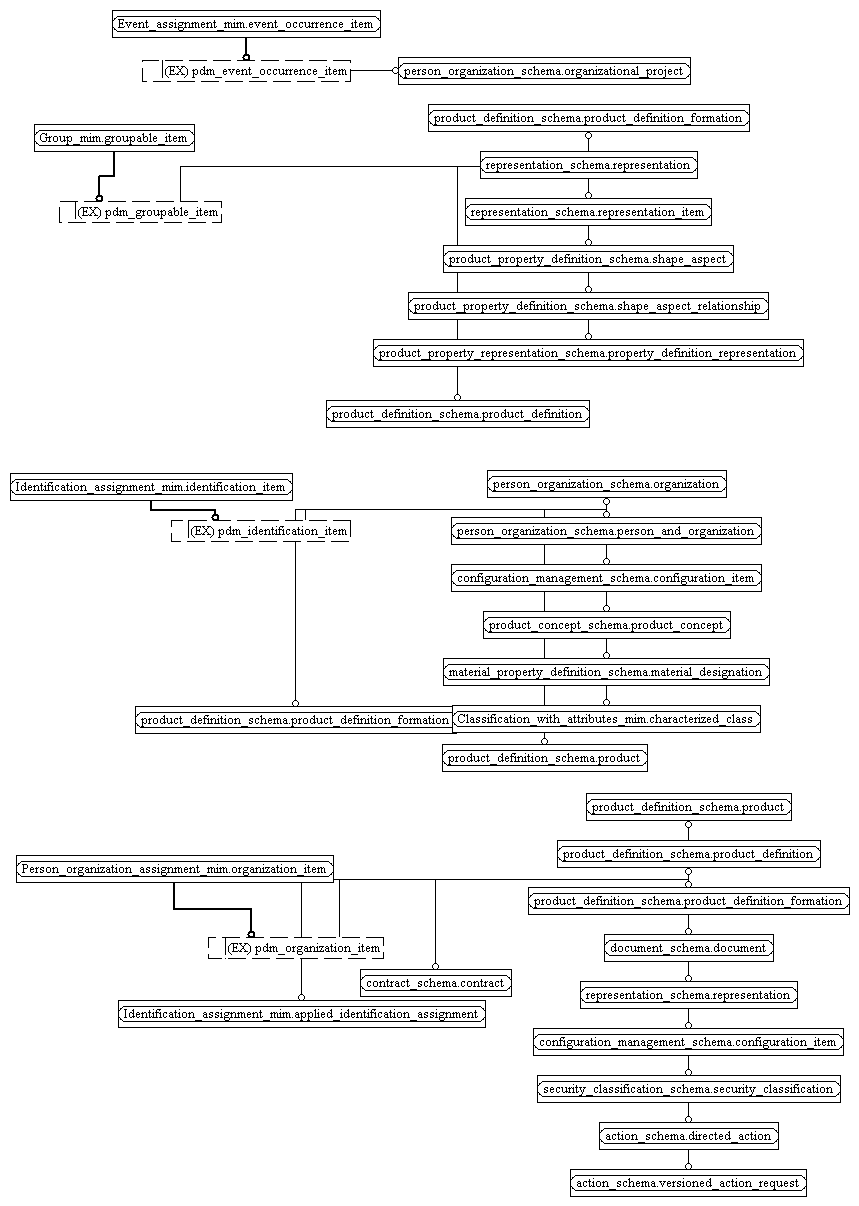 Event_assignment_mim.event_occurrence_item
(EX) pdm_event_occurrence_item
person_organization_schema.organizational_project
product_definition_schema.product_definition_formation
Group_mim.groupable_item
representation_schema.representation
(EX) pdm_groupable_item
representation_schema.representation_item
product_property_definition_schema.shape_aspect
product_property_definition_schema.shape_aspect_relationship
product_property_representation_schema.property_definition_representation
product_definition_schema.product_definition
Identification_assignment_mim.identification_item
person_organization_schema.organization
(EX) pdm_identification_item
person_organization_schema.person_and_organization
configuration_management_schema.configuration_item
product_concept_schema.product_concept
material_property_definition_schema.material_designation
product_definition_schema.product_definition_formation
Classification_with_attributes_mim.characterized_class
product_definition_schema.product
product_definition_schema.product
product_definition_schema.product_definition
Person_organization_assignment_mim.organization_item
product_definition_schema.product_definition_formation
(EX) pdm_organization_item
document_schema.document
contract_schema.contract
representation_schema.representation
Identification_assignment_mim.applied_identification_assignment
configuration_management_schema.configuration_item
security_classification_schema.security_classification
action_schema.directed_action
action_schema.versioned_action_request